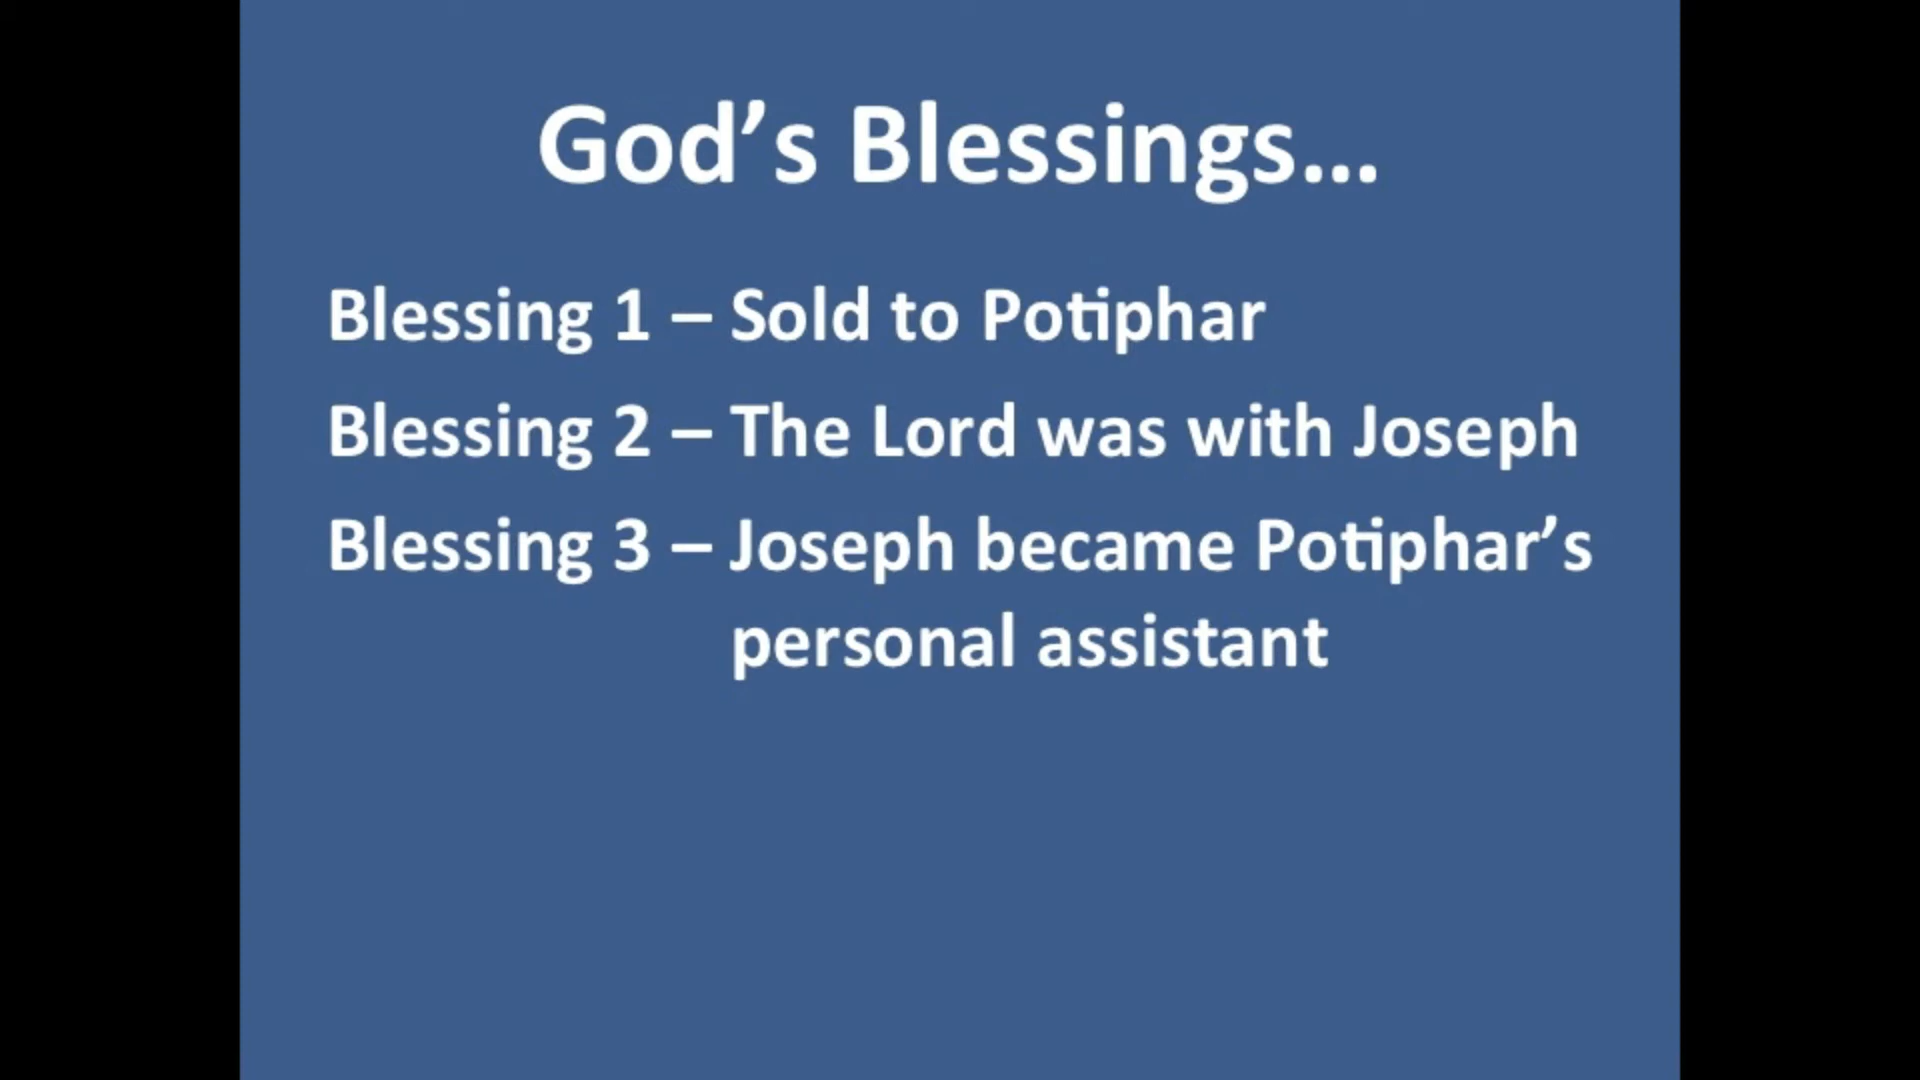 God’s Blessings...
Blessing 1 – Sold to Potiphar
Blessing 2 – The Lord was with Joseph
Blessing 3 – Joseph became Potiphar’s
personal assistant